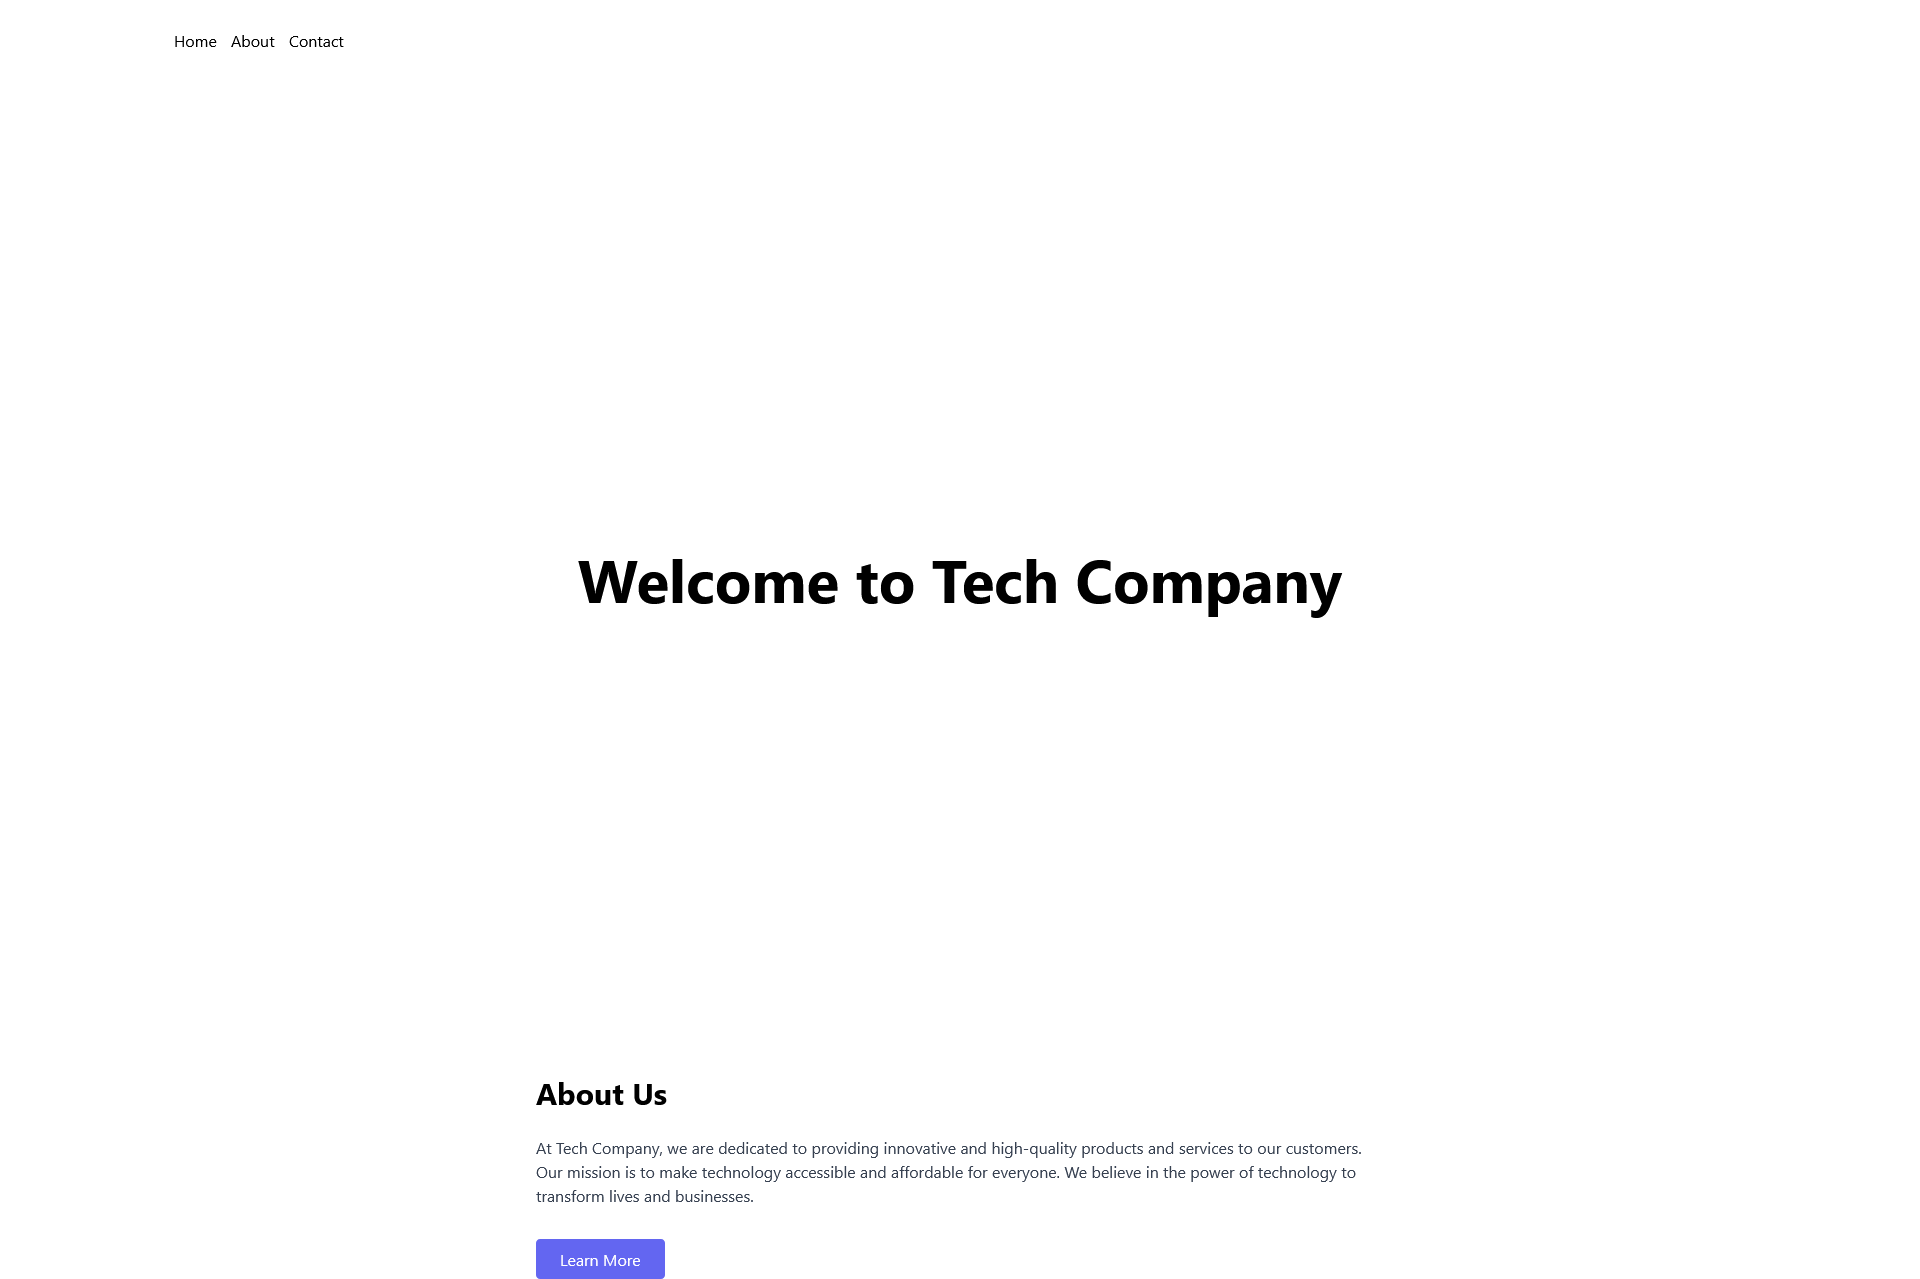 Home About Contact
Welcome to Tech Company
About Us
At Tech Company, we are dedicated to providing innovative and high-quality products and services to our customers.
Our mission is to make technology accessible and affordable for everyone. We believe in the power of technology to
transform lives and businesses.
Learn More